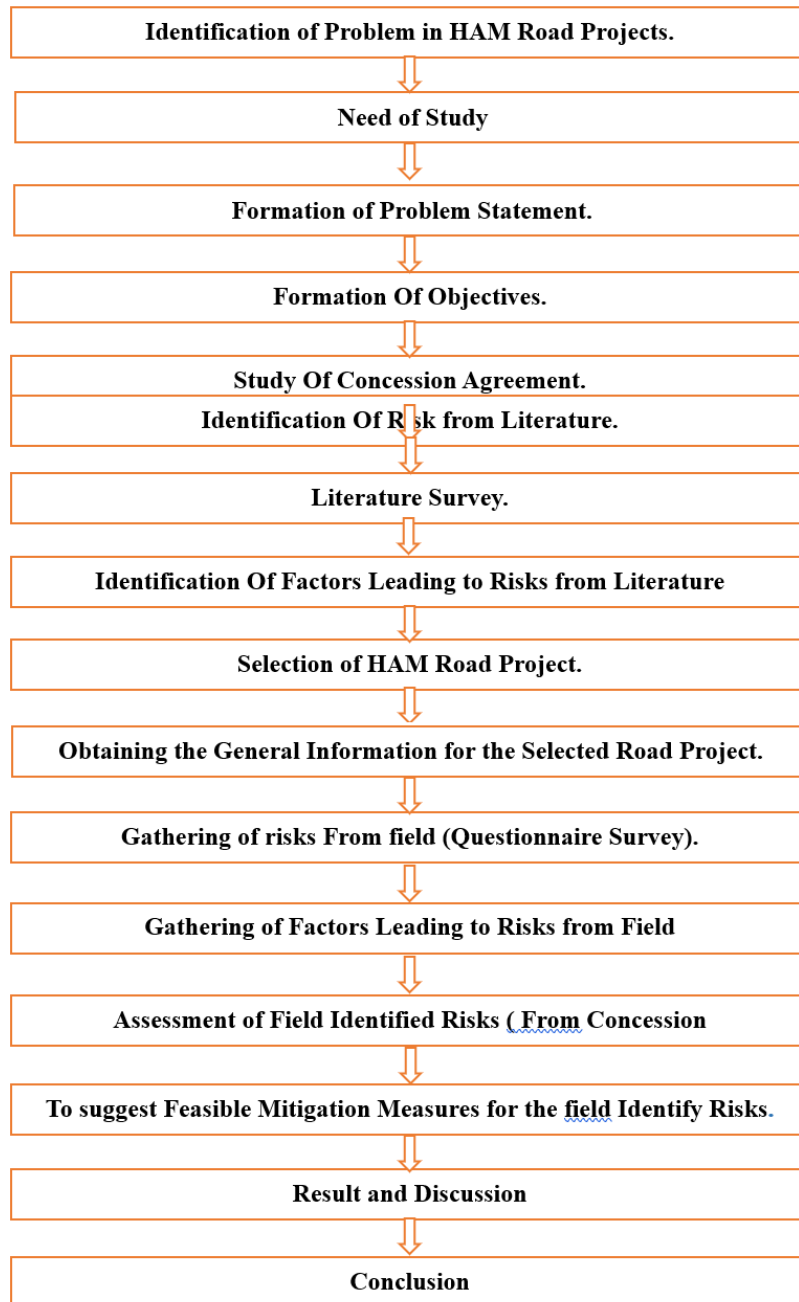 Identification of Problem in HAM Road Projects.
Need of Study
Formation of Problem Statement.
Formation Of Objectives.
Study Of Concession Agreement.
Identification Of Risk from Literature.
Literature Survey.
Identification Of Factors Leading to Risks from Literature
Selection of HAM Road Project.
Obtaining the General Information for the Selected Road Project.
Gathering of risks From field (Questionnaire Survey).
Gathering of Factors Leading to Risks from Field
Assessment of Field Identified Risks ( From Concession
To suggest Feasible Mitigation Measures for the field Identify Risks.
Result and Discussion
Conclusion